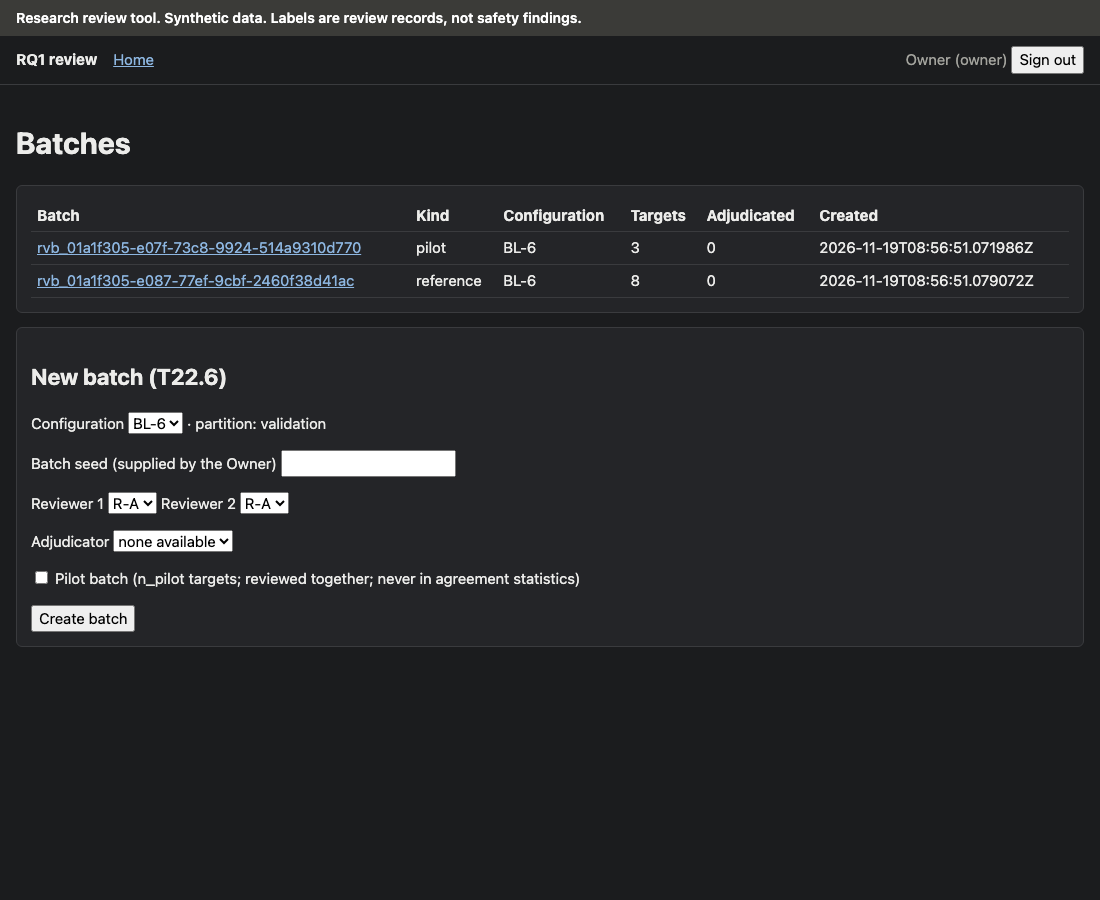 Research review tool. Synthetic data. Labels are review records, not safety findings.
RQ1 review Home Owner (owner) Sign out
Batches
Batch Kind Configuration Targets Adjudicated Created
rvb_01a1f305-e07f-73c8-9924-514a9310d770 pilot BL-6 3 0 2026-11-19T08:56:51.071986Z
rvb_01a1f305-e087-77ef-9cbf-2460f38d41ac reference BL-6 8 0 2026-11-19T08:56:51.079072Z
New batch (T22.6)
Configuration BL-6 · partition: validation
Batch seed (supplied by the Owner)
Reviewer 1 R-A Reviewer 2 R-A
Adjudicator none available
Pilot batch (n_pilot targets; reviewed together; never in agreement statistics)
Create batch